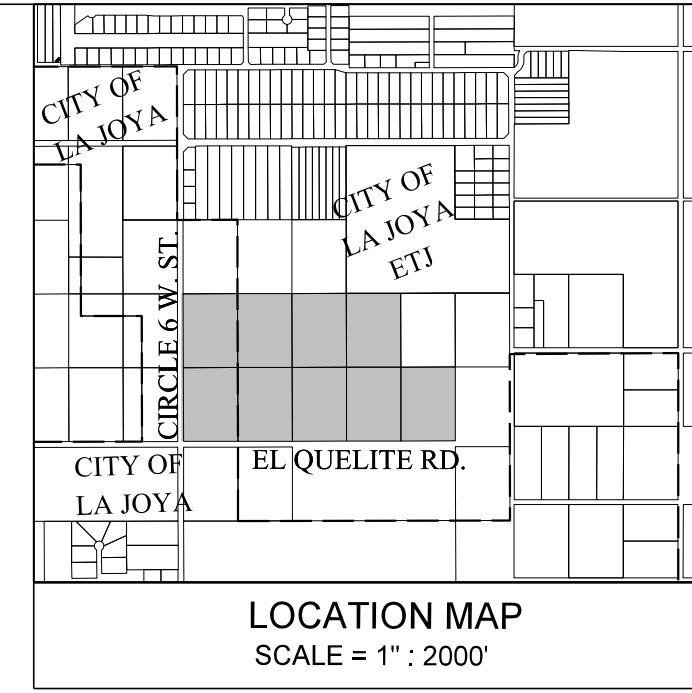 CITY OF
LA JOYA
CITY OF
LA JOYA
ETJ
CIRCLE 6 W. ST.
EL QUELITE RD.
CITY OF
LA JOYA
LOCATION MAP
SCALE = 1" : 2000'